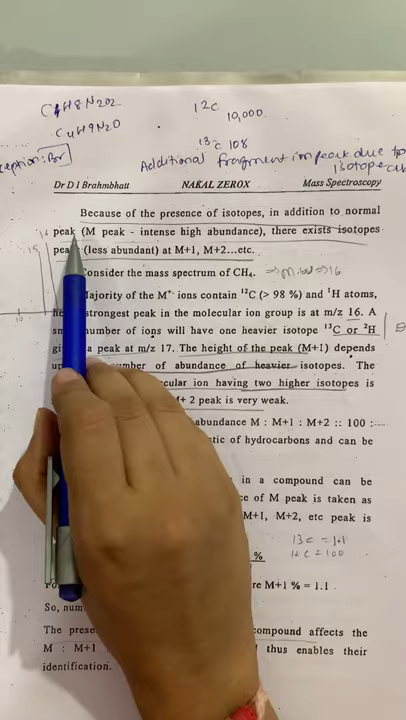 C4H8N2O2
12C
10,000.
C4H9N2O
13C 108
ception: Br
Additional fragment ion peak due to
isotope
Dr D I Brahmbhatt NAKAL ZEROX Mass Spectroscopy
Because of the presence of isotopes, in addition to normal
peak (M peak - intense high abundance), there exists isotopes
(less abundant) at M+1, M+2...etc.
Consider the mass spectrum of CH4. 16
Majority of the M+· ions contain 12C (> 98 %) and 1H atoms,
strongest peak in the molecular ion group is at m/z 16. A
number of ions will have one heavier isotope 13C or 2H
a peak at m/z 17. The height of the peak (M+1) depends
number of abundance of heavier isotopes. The
ion having two higher isotopes is
M+ 2 peak is very weak.
abundance M : M+1 : M+2 :: 100 :
of hydrocarbons and can be
in a compound can be
of M peak is taken as
M+1, M+2, etc peak is
13C = 1.1
12C = 100
%
M+1 % = 1.1
So,
The compound affects the
M : M+1 thus enables their
identification.